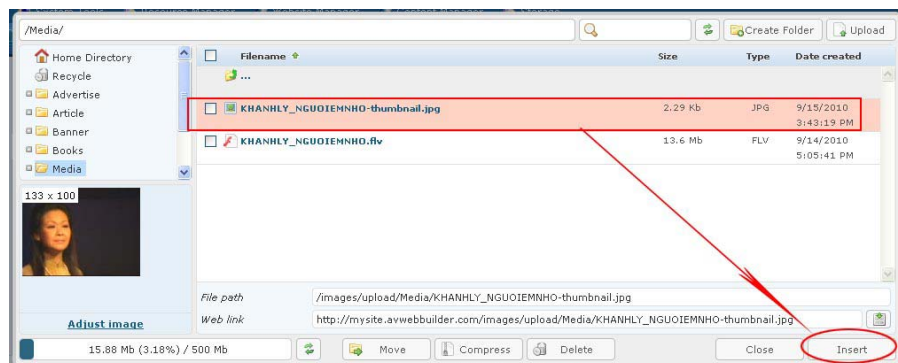 /Media/
Create Folder
Upload
Home Directory
Recycle
Advertise
Article
Banner
Books
Media
Filename Size Type Date created
...
KHANHLY_NGUOIEMNHO-thumbnail.jpg 2.29 Kb JPG 9/15/2010
3:43:19 PM
KHANHLY_NGUOIEMNHO.flv 13.6 Mb FLV 9/14/2010
5:05:41 PM
133 x 100
Adjust image
File path /images/upload/Media/KHANHLY_NGUOIEMNHO-thumbnail.jpg
Web link http://mysite.avwebbuilder.com/images/upload/Media/KHANHLY_NGUOIEMNHO-thumbnail.jpg
15.88 Mb (3.18%) / 500 Mb
Move
Compress
Delete
Close
Insert